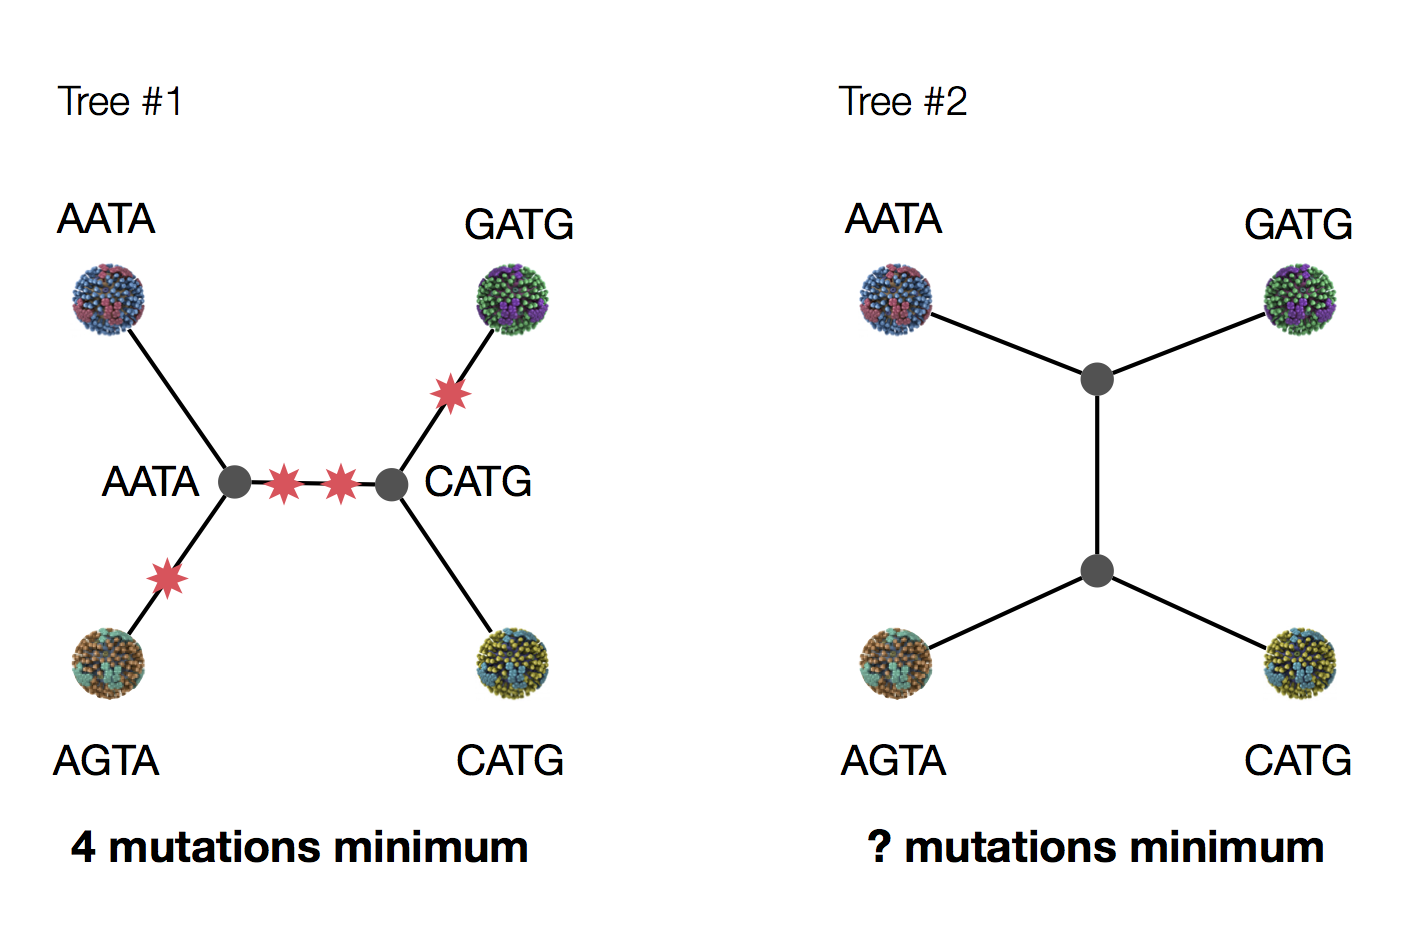 Tree #1
AATA
GATG
AATA
CATG
AGTA
CATG
4 mutations minimum
Tree #2
AATA
GATG
AGTA
CATG
? mutations minimum